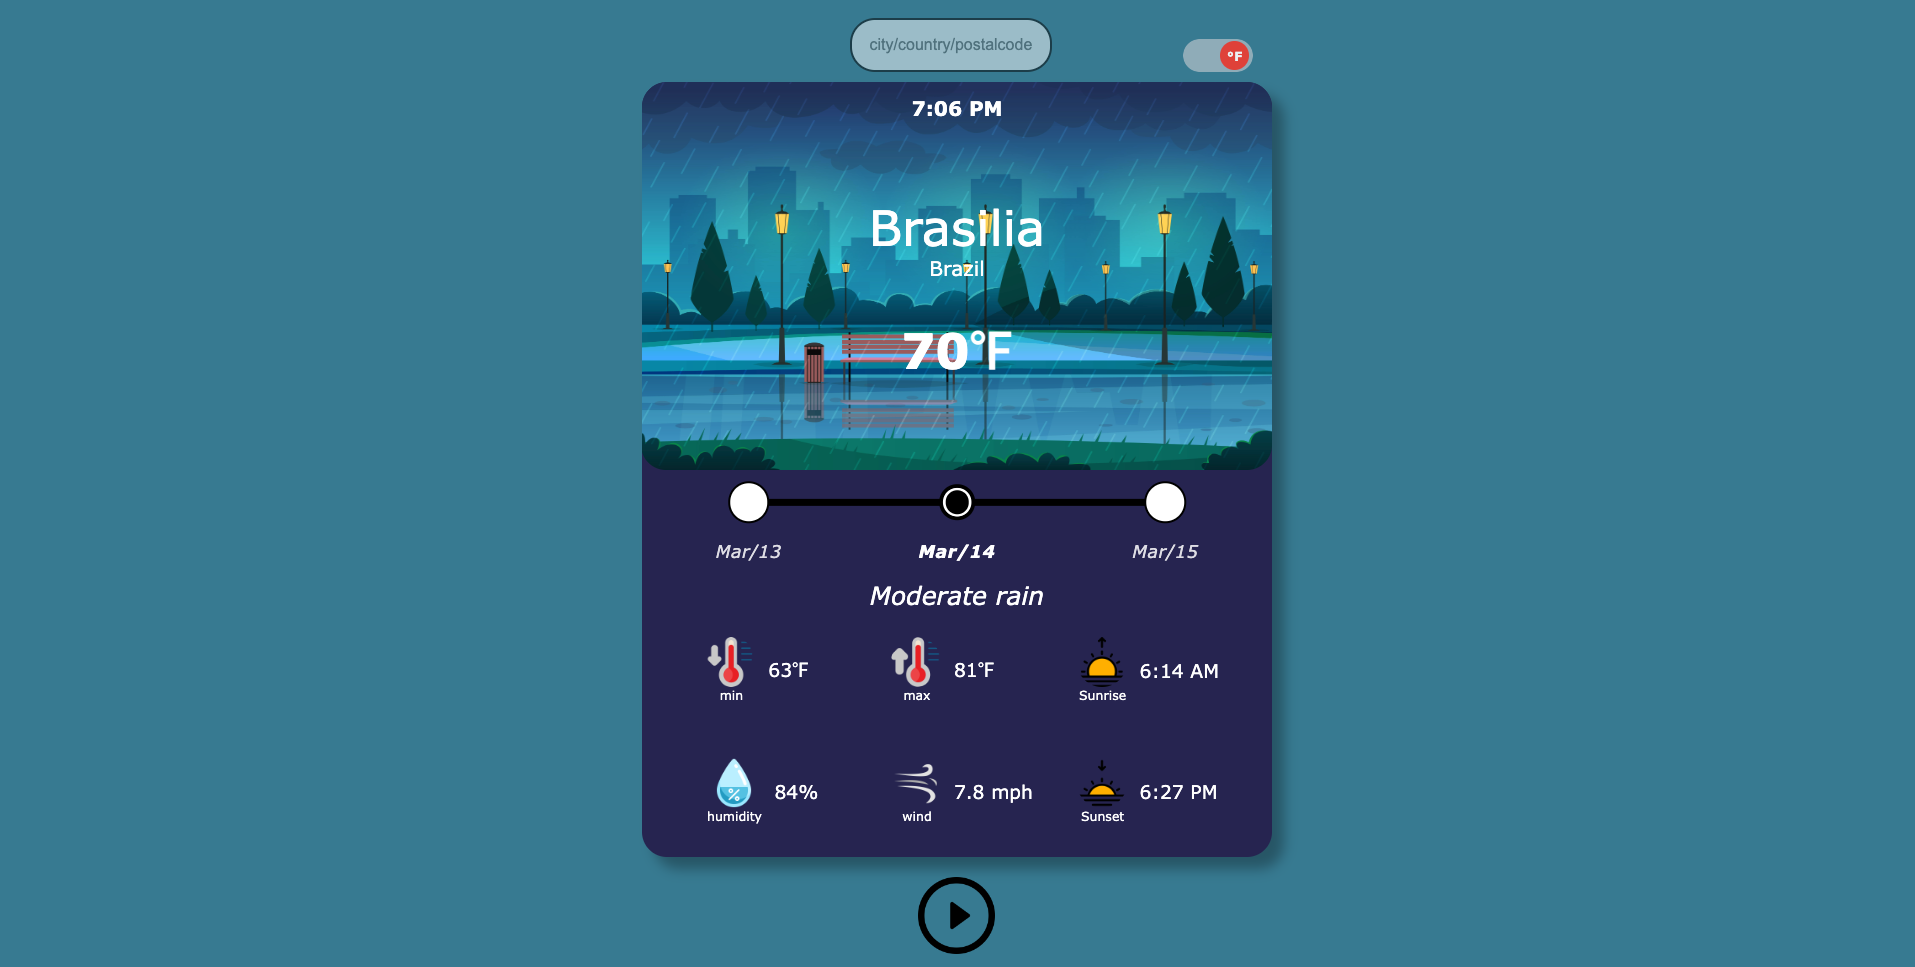 city/country/postalcode
°F
7:06 PM
Brasilia
Brazil
70°F
Mar/13
Mar/14
Mar/15
Moderate rain
63°F
min
81°F
max
6:14 AM
Sunrise
%
84%
humidity
7.8 mph
wind
6:27 PM
Sunset